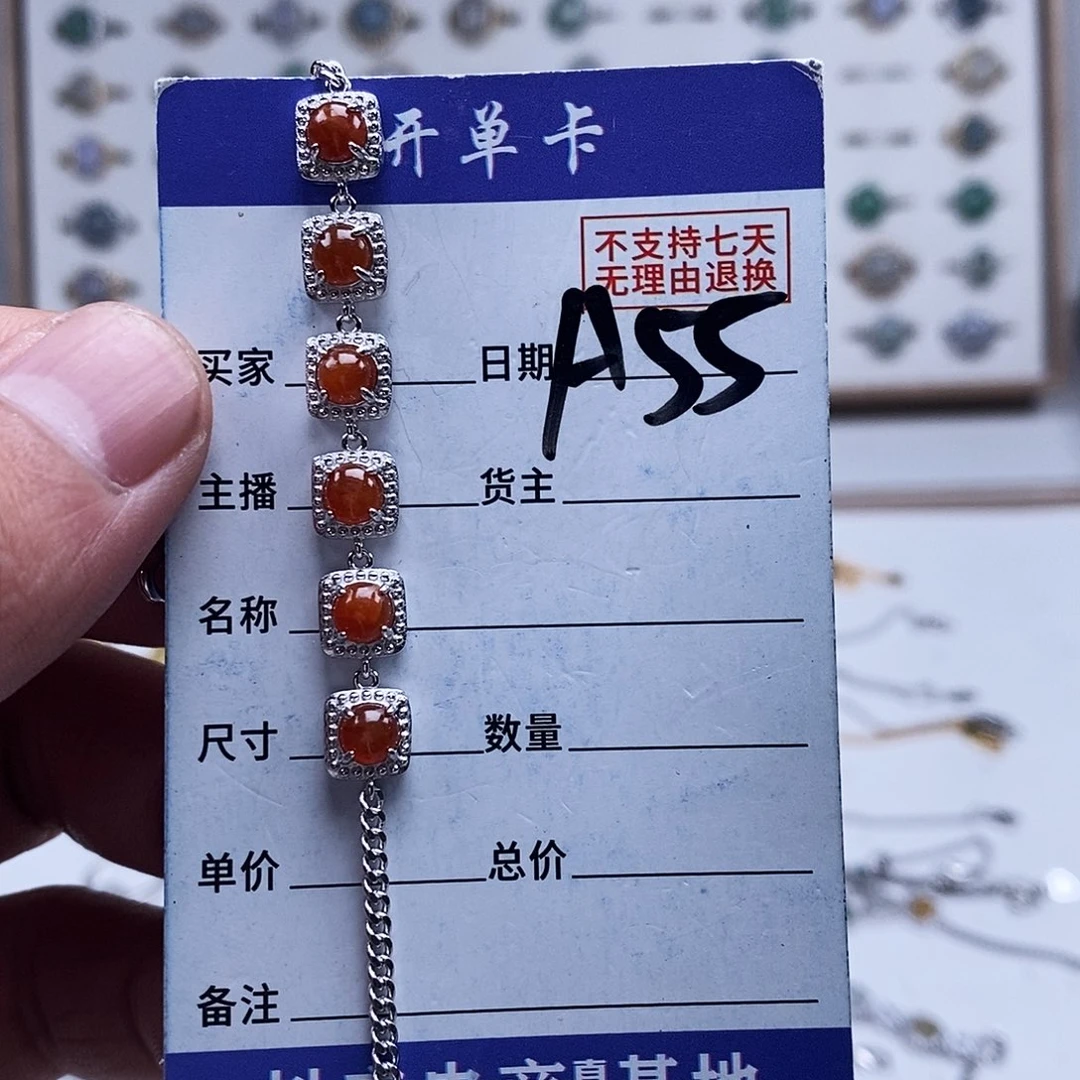 开单卡
不支持七天
无理由退换
A55
买家 日期
主播 货主
名称
尺寸 数量
单价 总价
备注